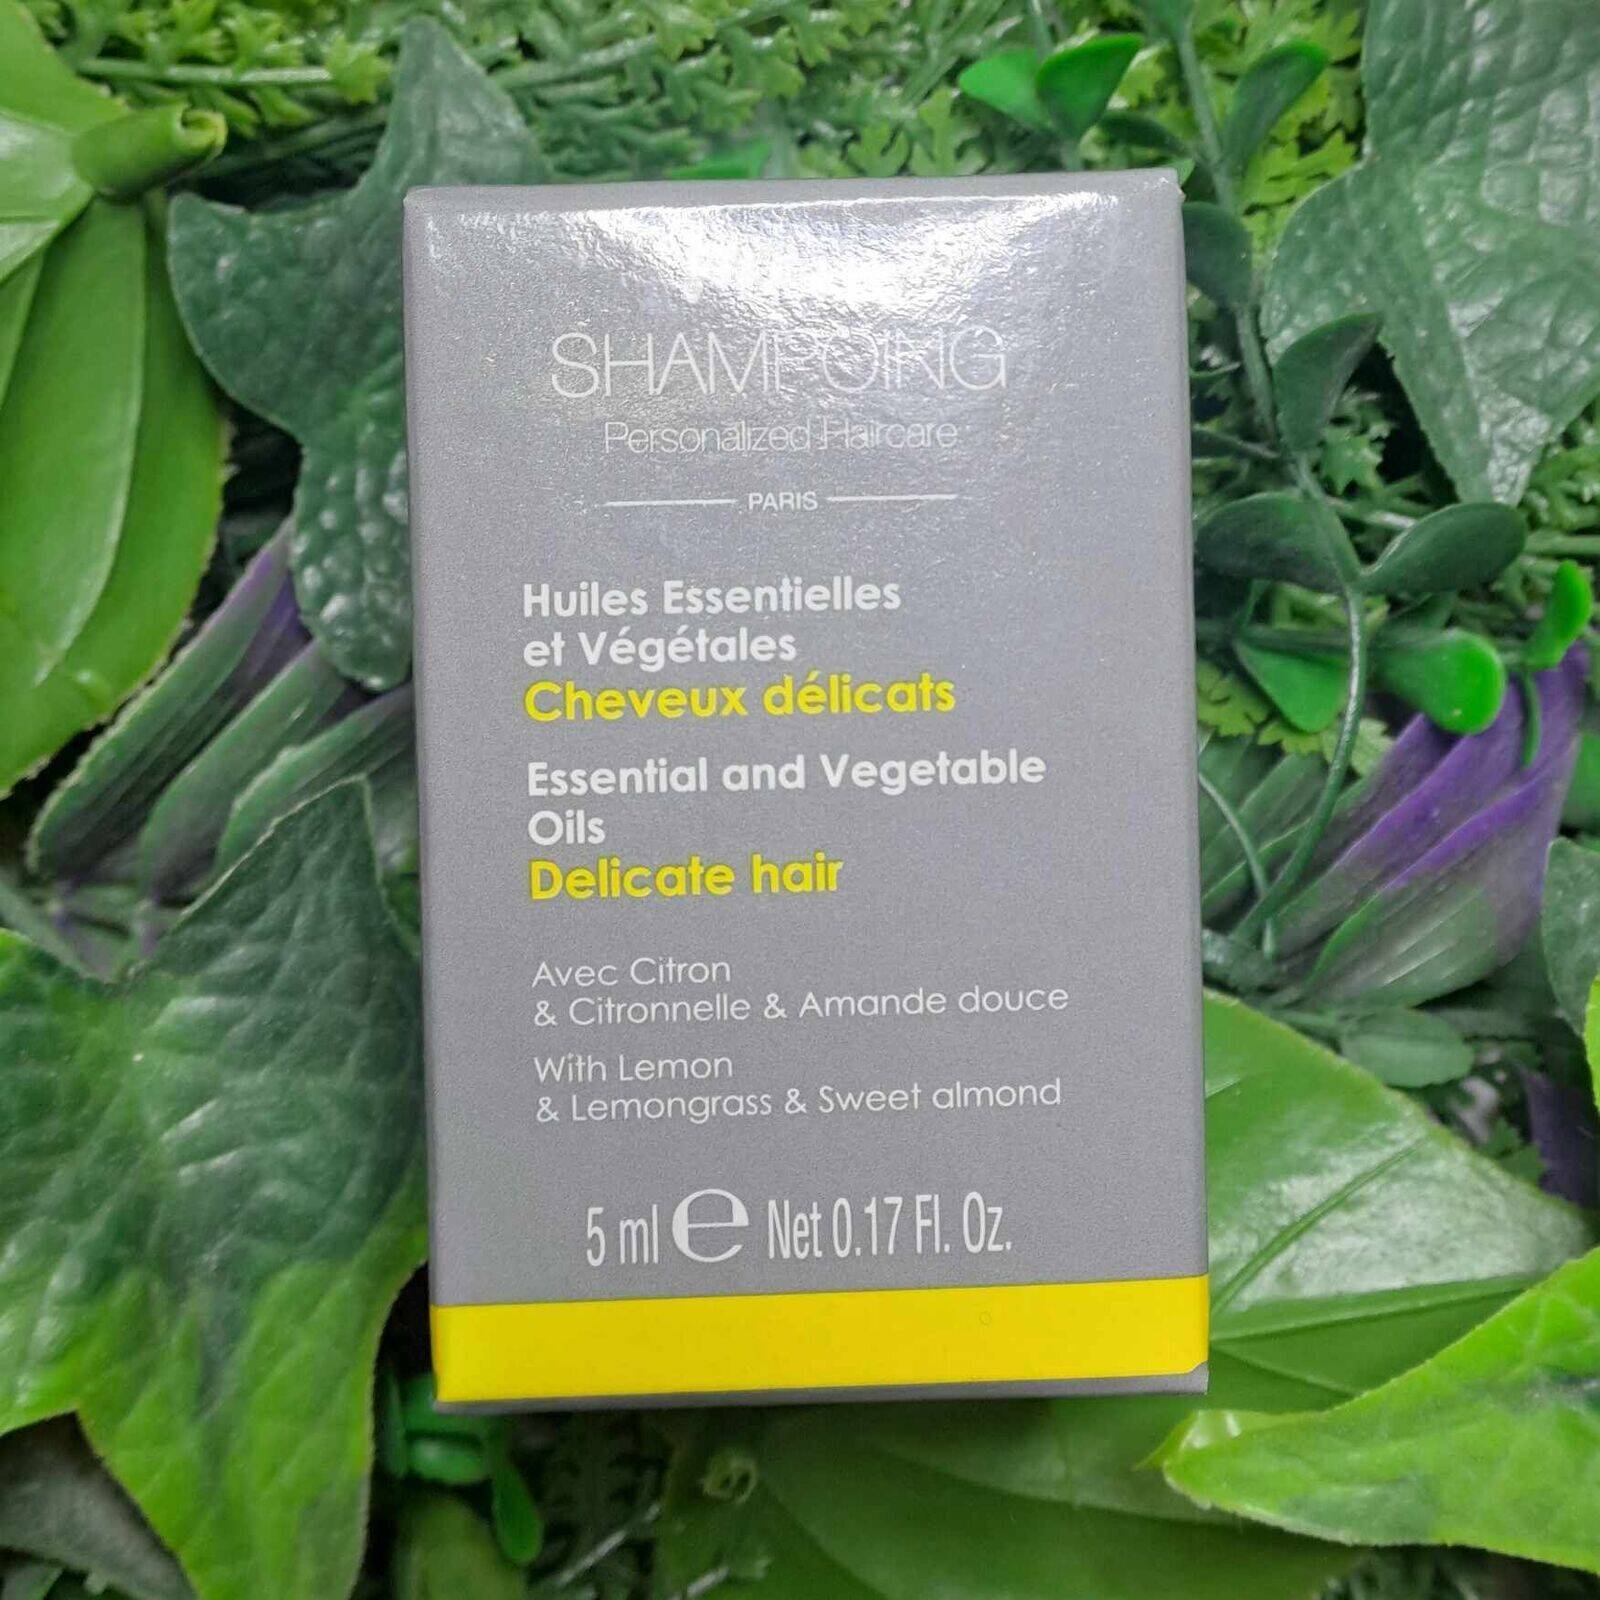 SHAMPOING
Personalized Haircare
PARIS
Huiles Essentielles
et Végétales
Cheveux délicats
Essential and Vegetable
Oils
Delicate hair
Avec Citron
& Citronnelle & Amande douce
With Lemon
& Lemongrass & Sweet almond
5 ml ℮ Net 0.17 Fl. Oz.